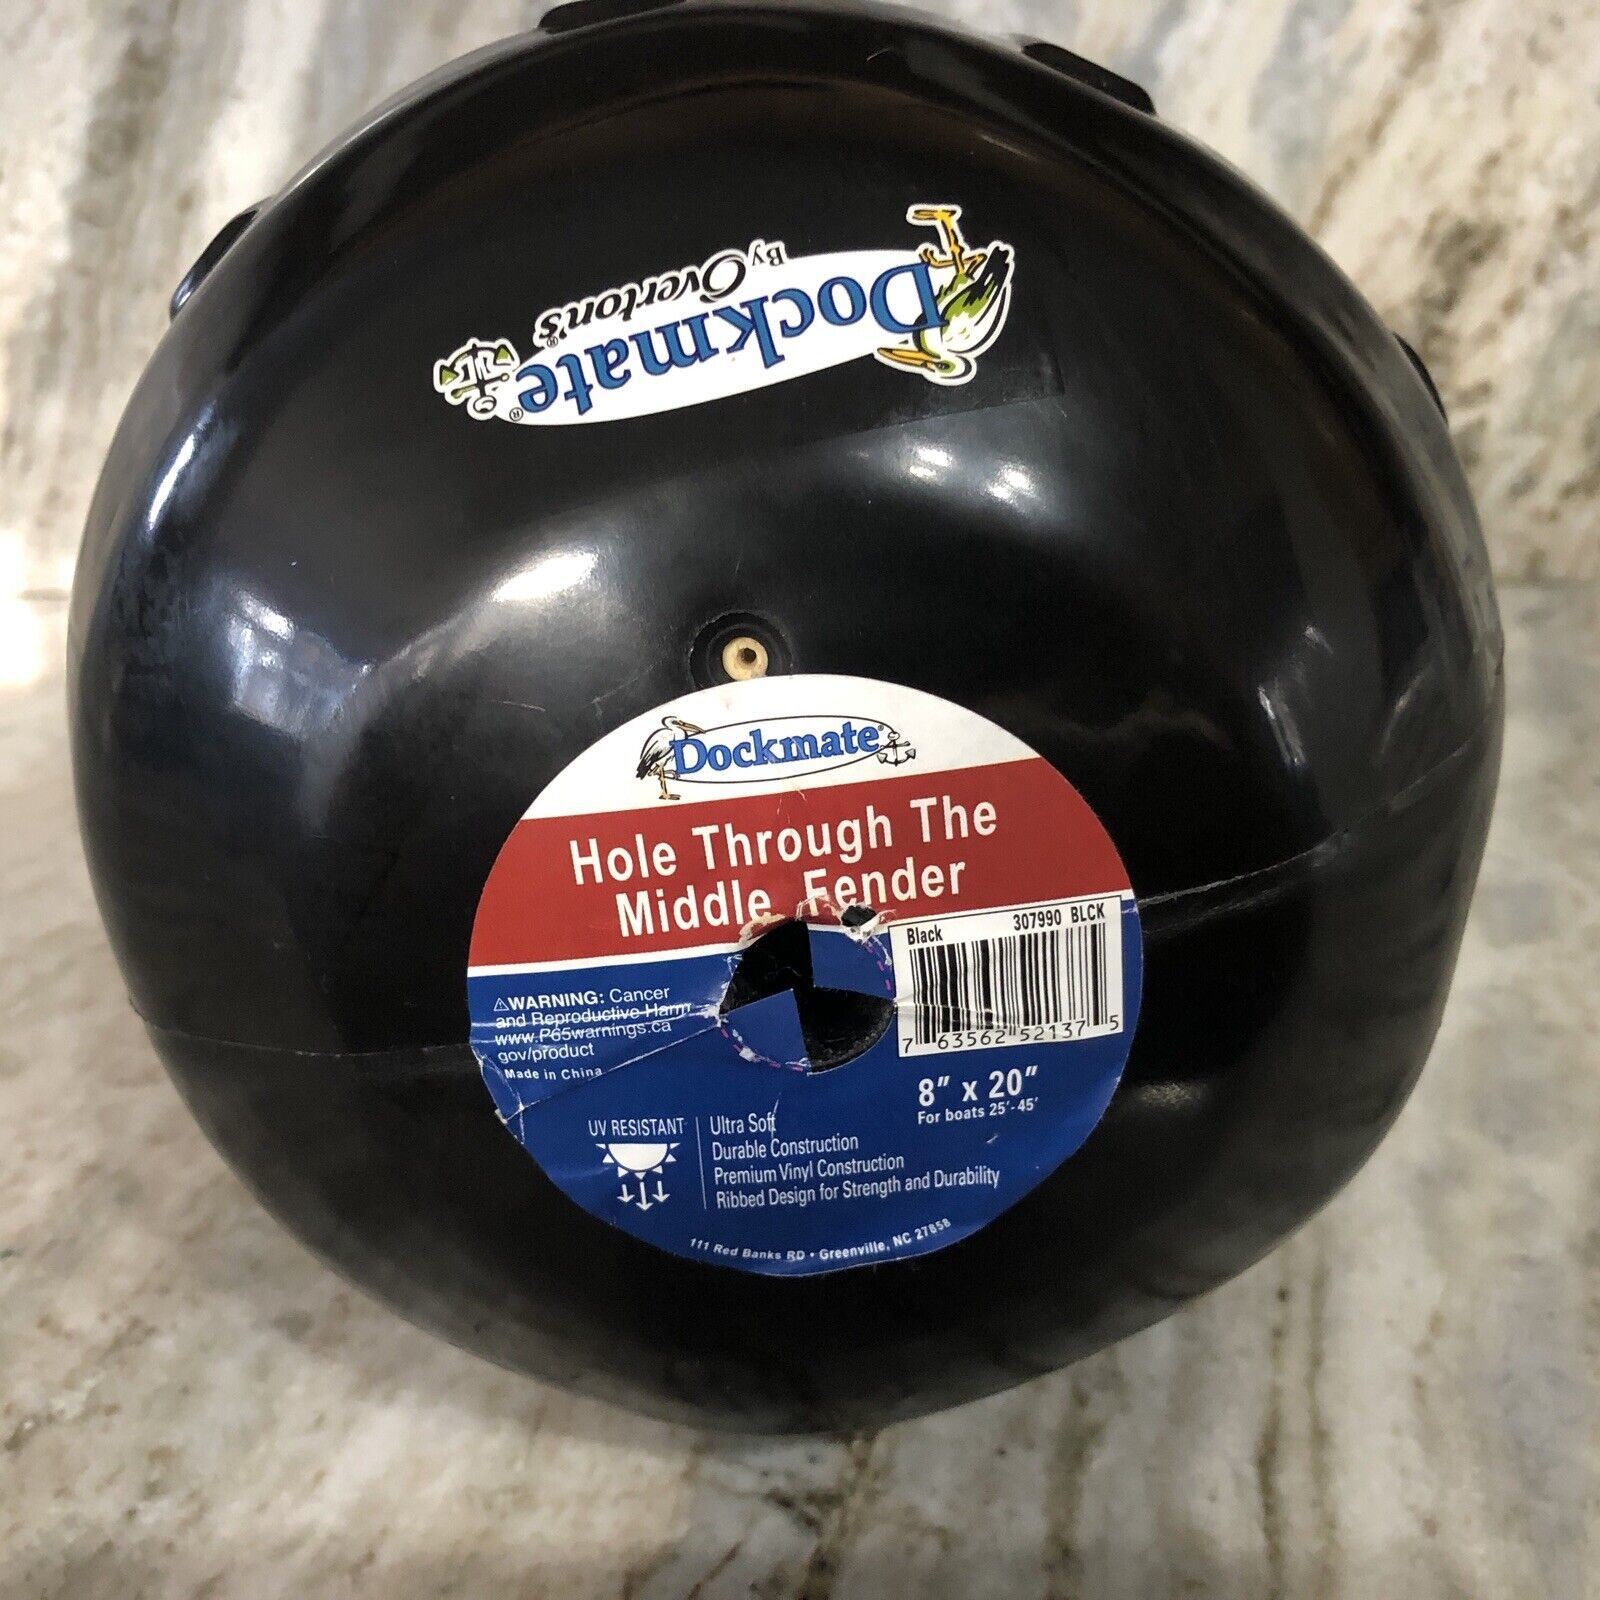 Dockmate®
By Overton's®
Dockmate®
Hole Through The
Middle Fender
Black 307990 BLCK
7 63562 52137 5
⚠WARNING: Cancer
and Reproductive Harm
www.P65warnings.ca
gov/product
Made in China
8" x 20"
For boats 25'-45'
UV RESISTANT
Ultra Soft
Durable Construction
Premium Vinyl Construction
Ribbed Design for Strength and Durability
111 Red Banks RD • Greenville, NC 27858